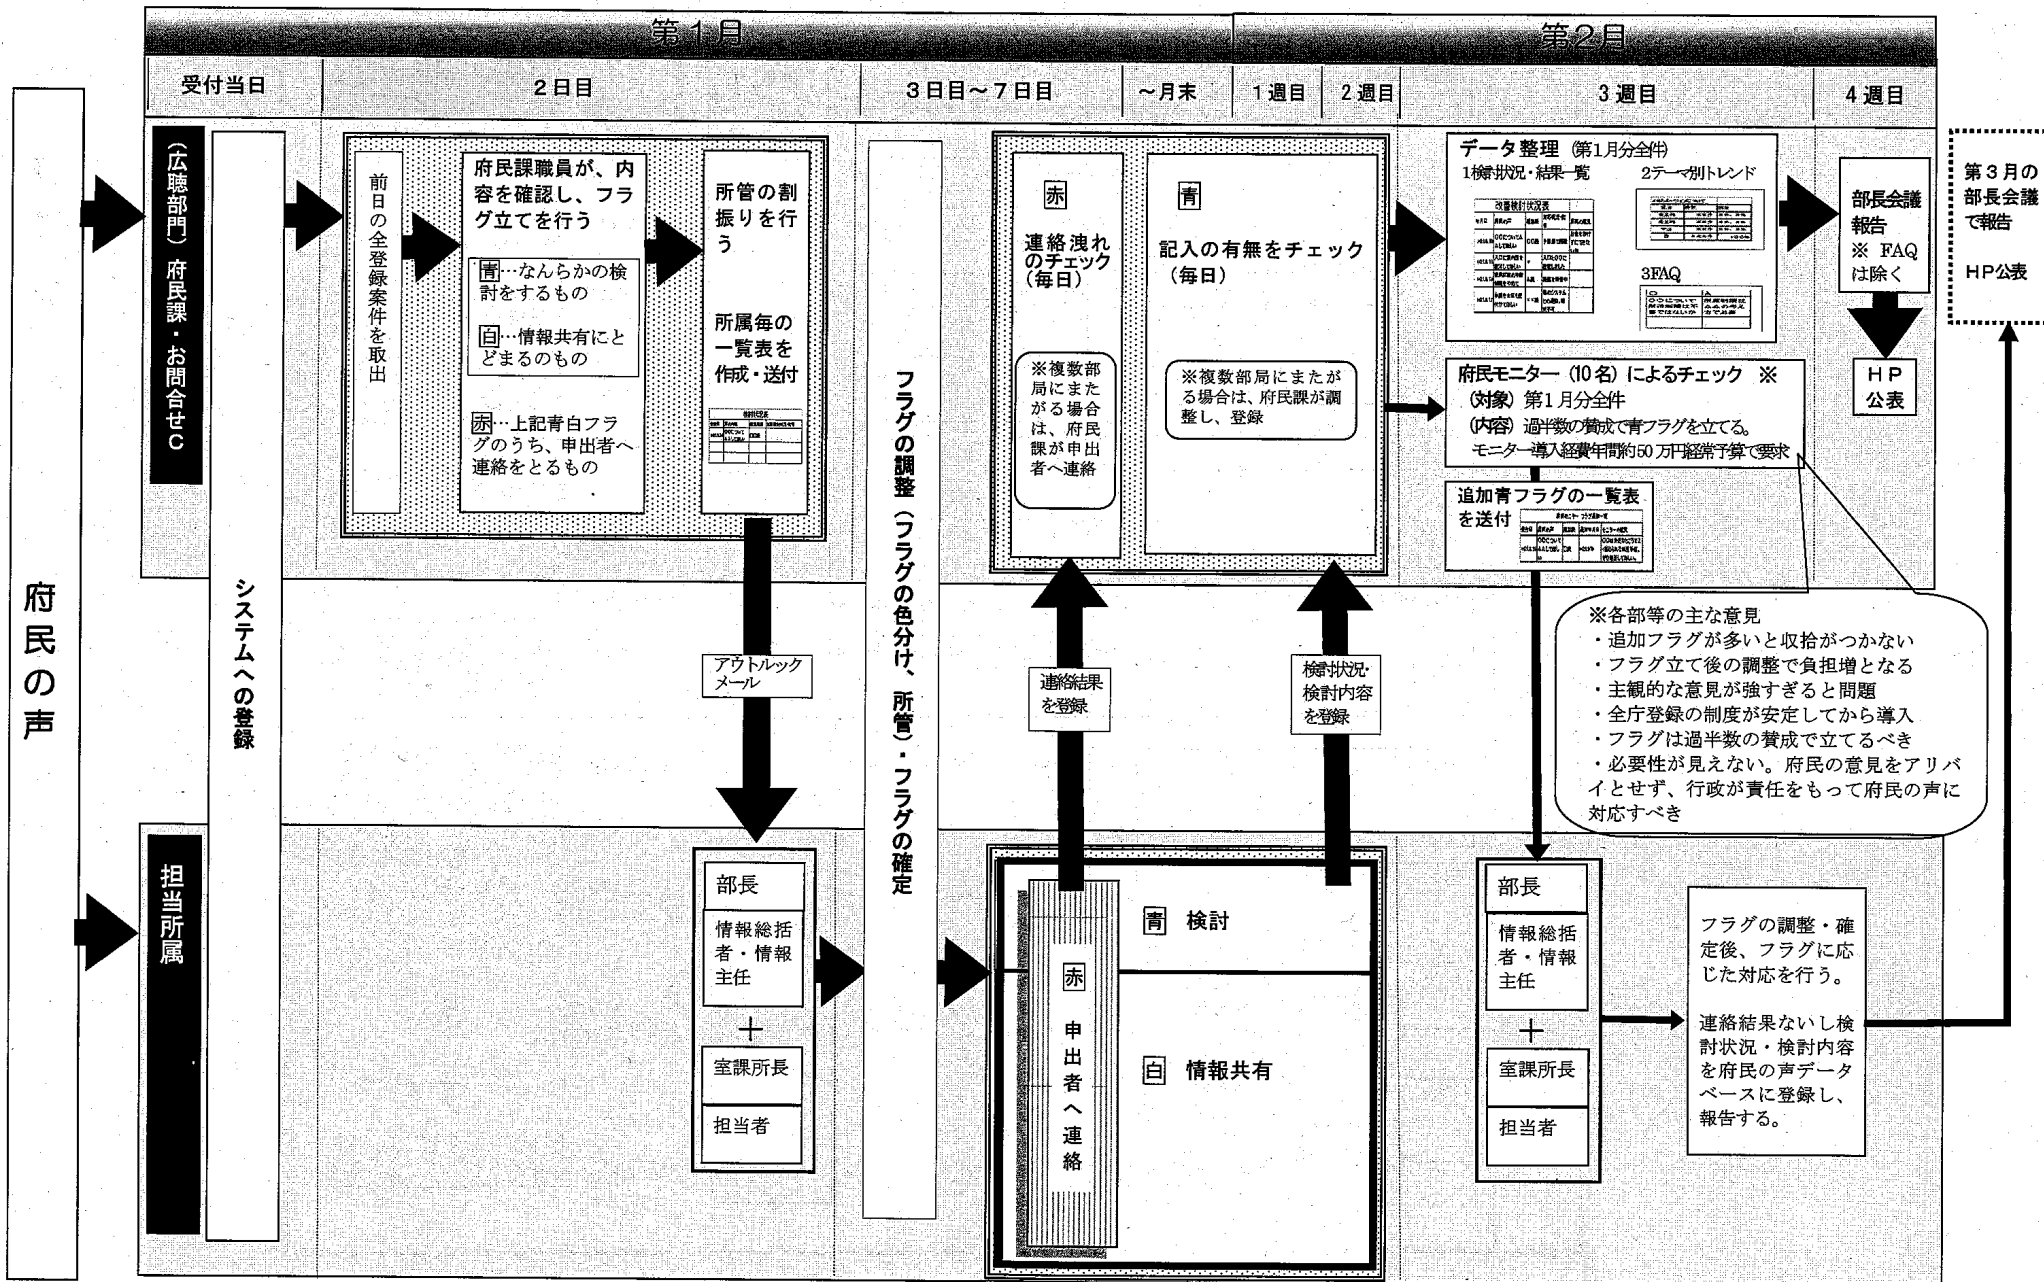 第1月
第2月
受付当日
2日目
3日目～7日目
～月末
1週目
2週目
3週目
4週目
府民の声
（広聴部門）府民課・お問合せC
担当所属
システムへの登録
前日の全登録案件を取出
府民課職員が、内
容を確認し、フラ
グ立てを行う
青…なんらかの検
討をするもの
白…情報共有にと
どまるのもの
赤…上記青白フラ
グのうち、申出者へ
連絡をとるもの
所管の割
振りを行
う
所属毎の
一覧表を
作成・送付
アウトルック
メール
部長
情報総括
者・情報
主任
＋
室課所長
担当者
フラグの調整（フラグの色分け、所管）・フラグの確定
赤
連絡洩れ
のチェック
（毎日）
※複数部
局にまた
がる場合
は、府民
課が申出
者へ連絡
青
記入の有無をチェック
（毎日）
※複数部局にまたが
る場合は、府民課が調
整し、登録
連絡結果
を登録
検討状況・
検討内容
を登録
赤 申出者へ連絡
青 検討
白 情報共有
データ整理（第1月分全件）
1検討状況・結果一覧
2テーマ別トレンド
改善検討状況表
3FAQ
府民モニター（10名）によるチェック ※
（対象）第1月分全件
（内容）過半数の賛成で青フラグを立てる。
モニター導入経費年間約50万円経常予算で要求
追加青フラグの一覧表
を送付
※各部等の主な意見
・追加フラグが多いと収拾がつかない
・フラグ立て後の調整で負担増となる
・主観的な意見が強すぎると問題
・全庁登録の制度が安定してから導入
・フラグは過半数の賛成で立てるべき
・必要性が見えない。府民の意見をアリバ
イとせず、行政が責任をもって府民の声に
対応すべき
部長
情報総括
者・情報
主任
＋
室課所長
担当者
フラグの調整・確
定後、フラグに応
じた対応を行う。
連絡結果ないし検
討状況・検討内容
を府民の声データ
ベースに登録し、
報告する。
部長会議
報告
※ FAQ
は除く
HP
公表
第3月の
部長会議
で報告
HP公表